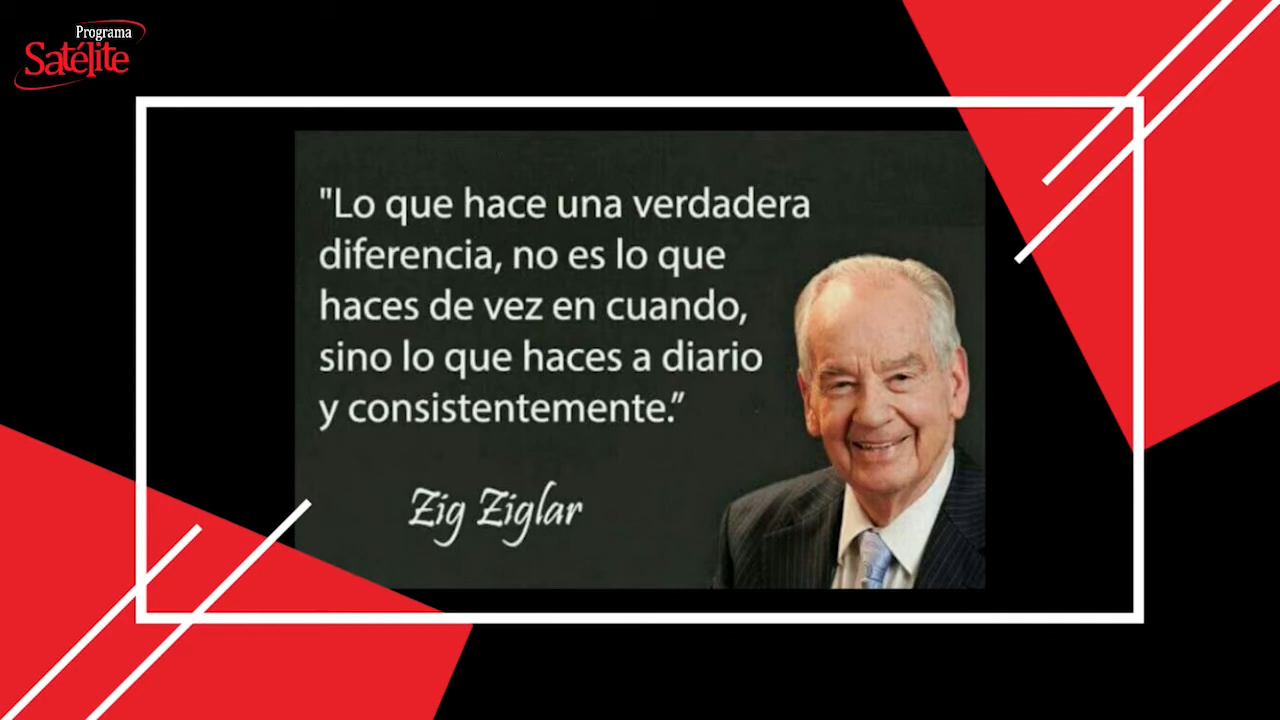 Programa
Satélite
"Lo que hace una verdadera
diferencia, no es lo que
haces de vez en cuando,
sino lo que haces a diario
y consistentemente.”
Zig Ziglar